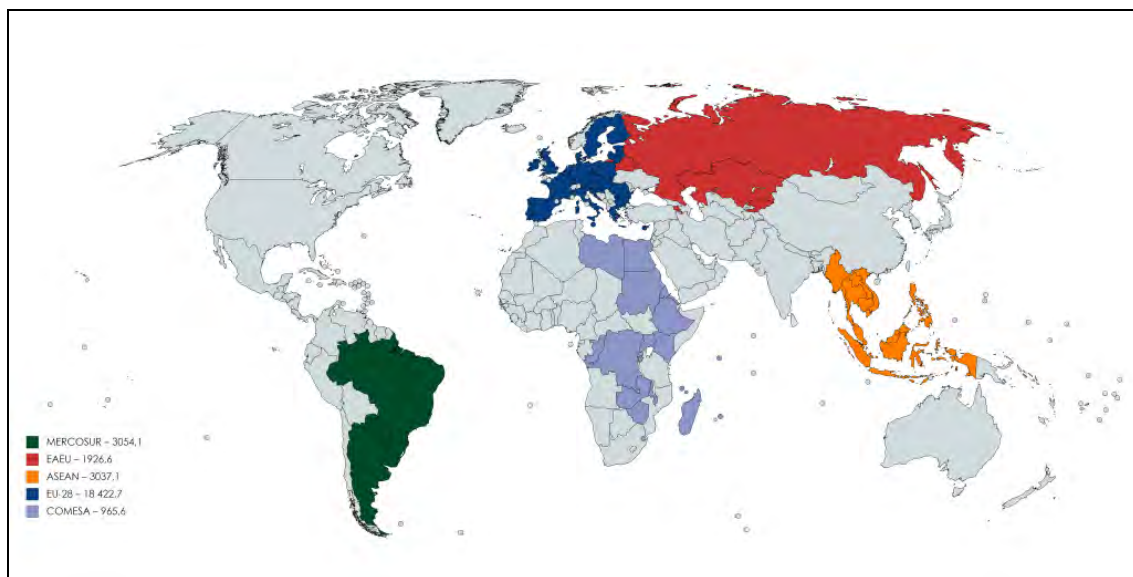 MERCOSUR – 3054,1
EAEU – 1926.6
ASEAN – 3037,1
EU-28 – 18 422,7
COMESA – 965,6